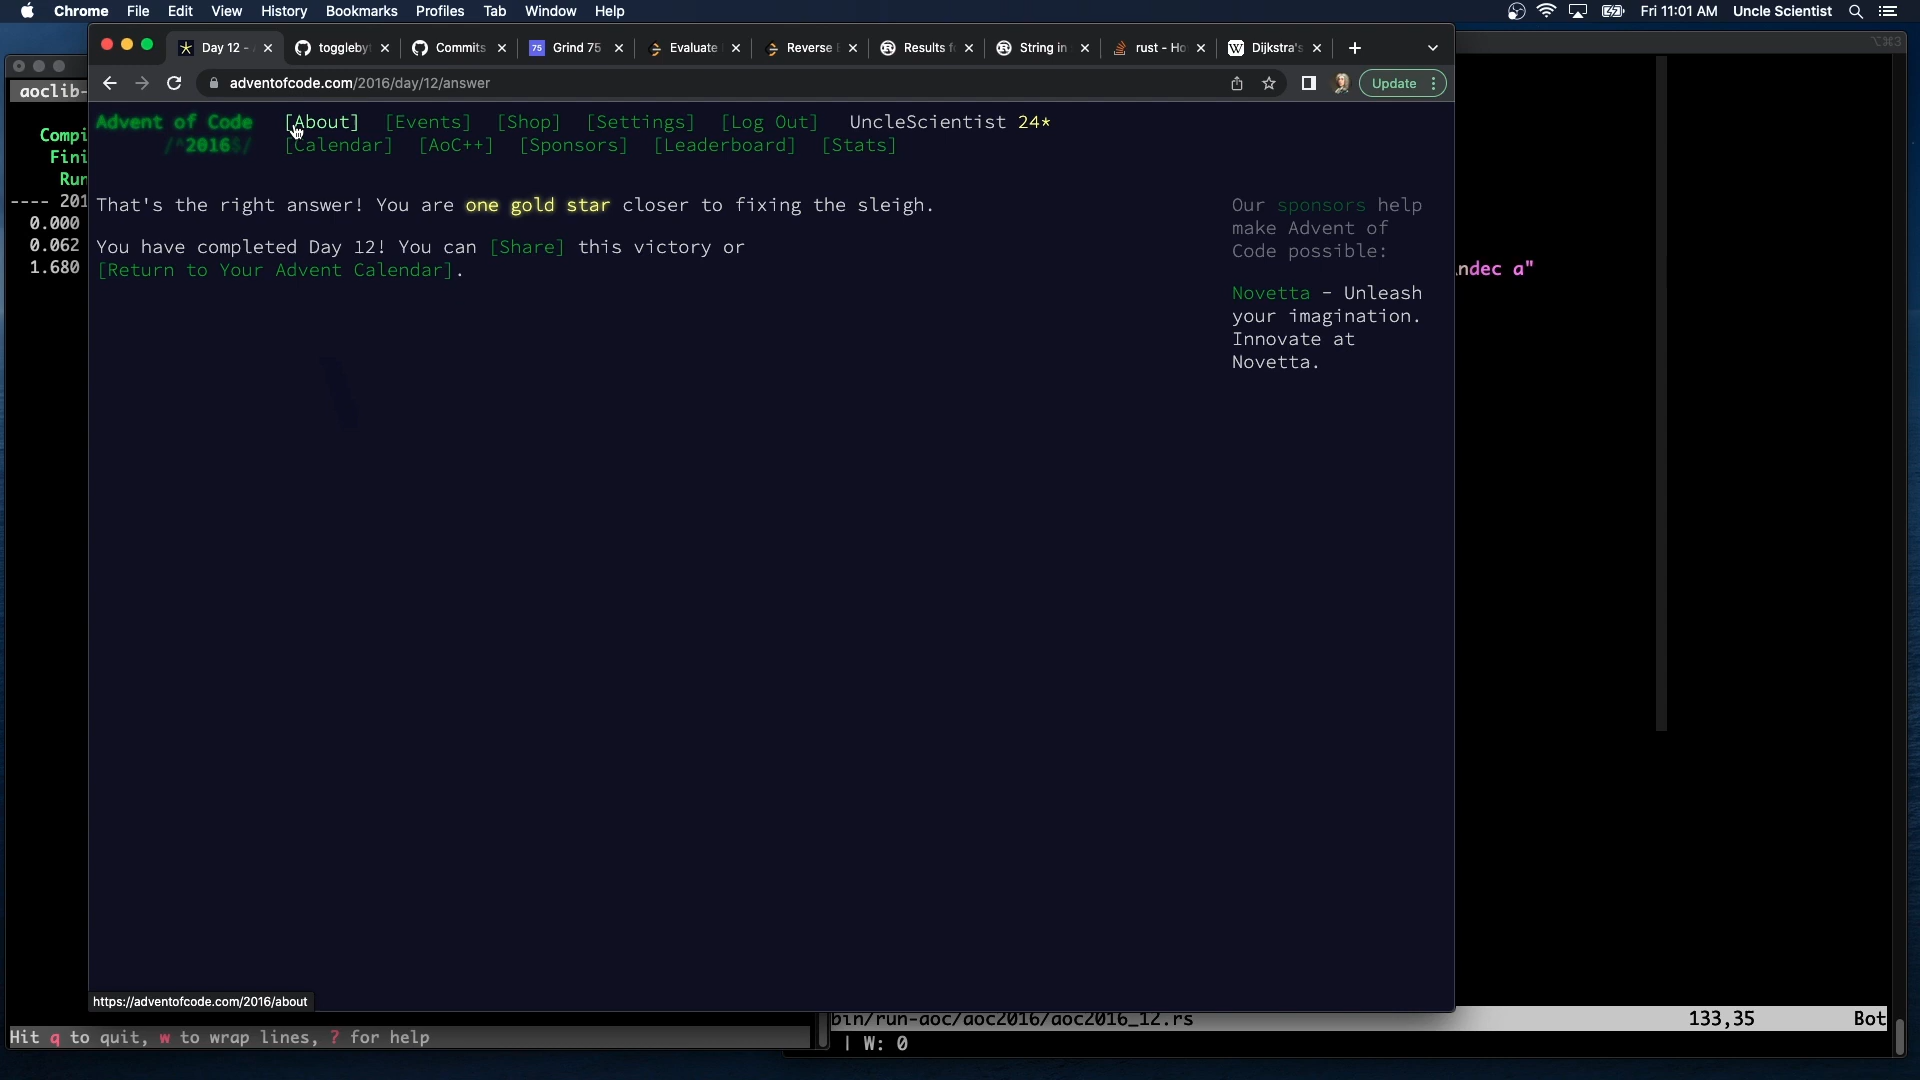 Chrome File Edit View History Bookmarks Profiles Tab Window Help Fri 11:01 AM Uncle Scientist
Day 12 - toggleby Commits 75 Grind 75 Evaluate Reverse Results f String in rust - Ho W Dijkstra's
⌥⌘3
adventofcode.com/2016/day/12/answer Update
aoclib-
Advent of Code [About] [Events] [Shop] [Settings] [Log Out] UncleScientist 24*
/^2016$/ [Calendar] [AoC++] [Sponsors] [Leaderboard] [Stats]
Compi
Fini
Run
---- 201
0.000
0.062
1.680
That's the right answer! You are one gold star closer to fixing the sleigh.
You have completed Day 12! You can [Share] this victory or
[Return to Your Advent Calendar].
Our sponsors help
make Advent of
Code possible:
Novetta - Unleash
your imagination.
Innovate at
Novetta.
ndec a"
https://adventofcode.com/2016/about
Hit q to quit, w to wrap lines, ? for help
bin/run-aoc/aoc2016/aoc2016_12.rs 133,35 Bot
| W: 0